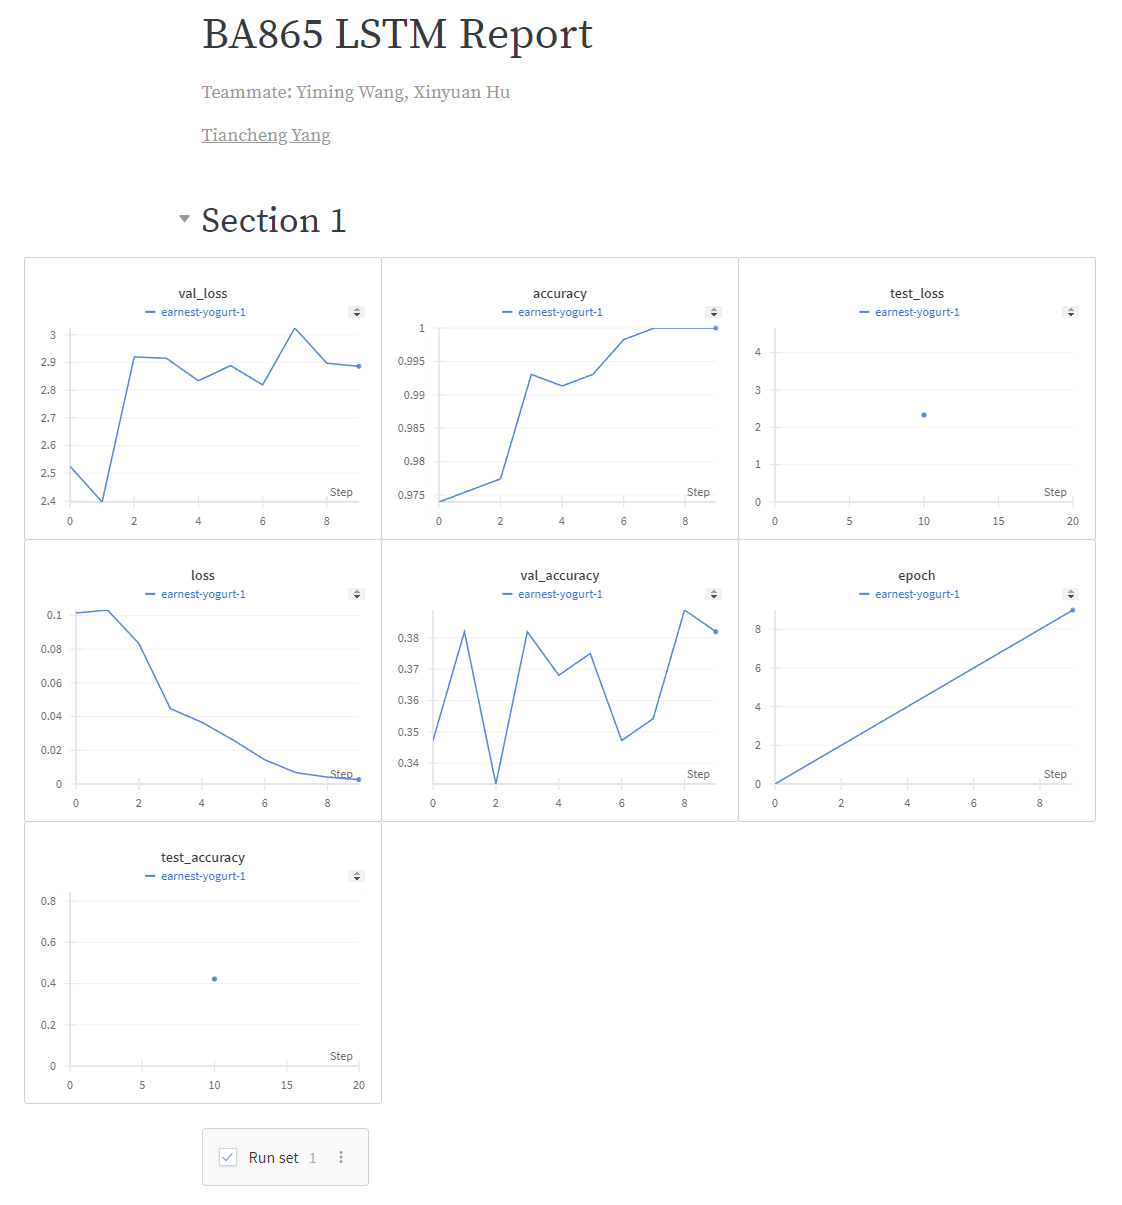 BA865 LSTM Report
Teammate: Yiming Wang, Xinyuan Hu
Tiancheng Yang
Section 1
val_loss
earnest-yogurt-1
3
2.9
2.8
2.7
2.6
2.5
2.4
Step
0 2 4 6 8
accuracy
earnest-yogurt-1
1
0.995
0.99
0.985
0.98
0.975
Step
0 2 4 6 8
test_loss
earnest-yogurt-1
4
3
2
1
0
Step
0 5 10 15 20
loss
earnest-yogurt-1
0.1
0.08
0.06
0.04
0.02
0
Step
0 2 4 6 8
val_accuracy
earnest-yogurt-1
0.38
0.37
0.36
0.35
0.34
Step
0 2 4 6 8
epoch
earnest-yogurt-1
8
6
4
2
0
Step
0 2 4 6 8
test_accuracy
earnest-yogurt-1
0.8
0.6
0.4
0.2
0
Step
0 5 10 15 20
Run set 1